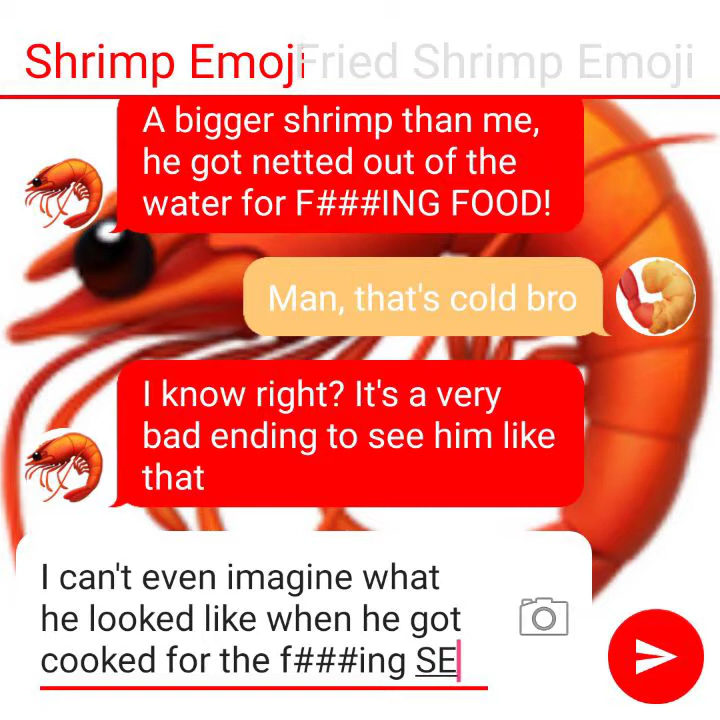 Shrimp Emoji Fried Shrimp Emoji
A bigger shrimp than me,
he got netted out of the
water for F###ING FOOD!
Man, that's cold bro
I know right? It's a very
bad ending to see him like
that
I can't even imagine what
he looked like when he got
cooked for the f###ing SE